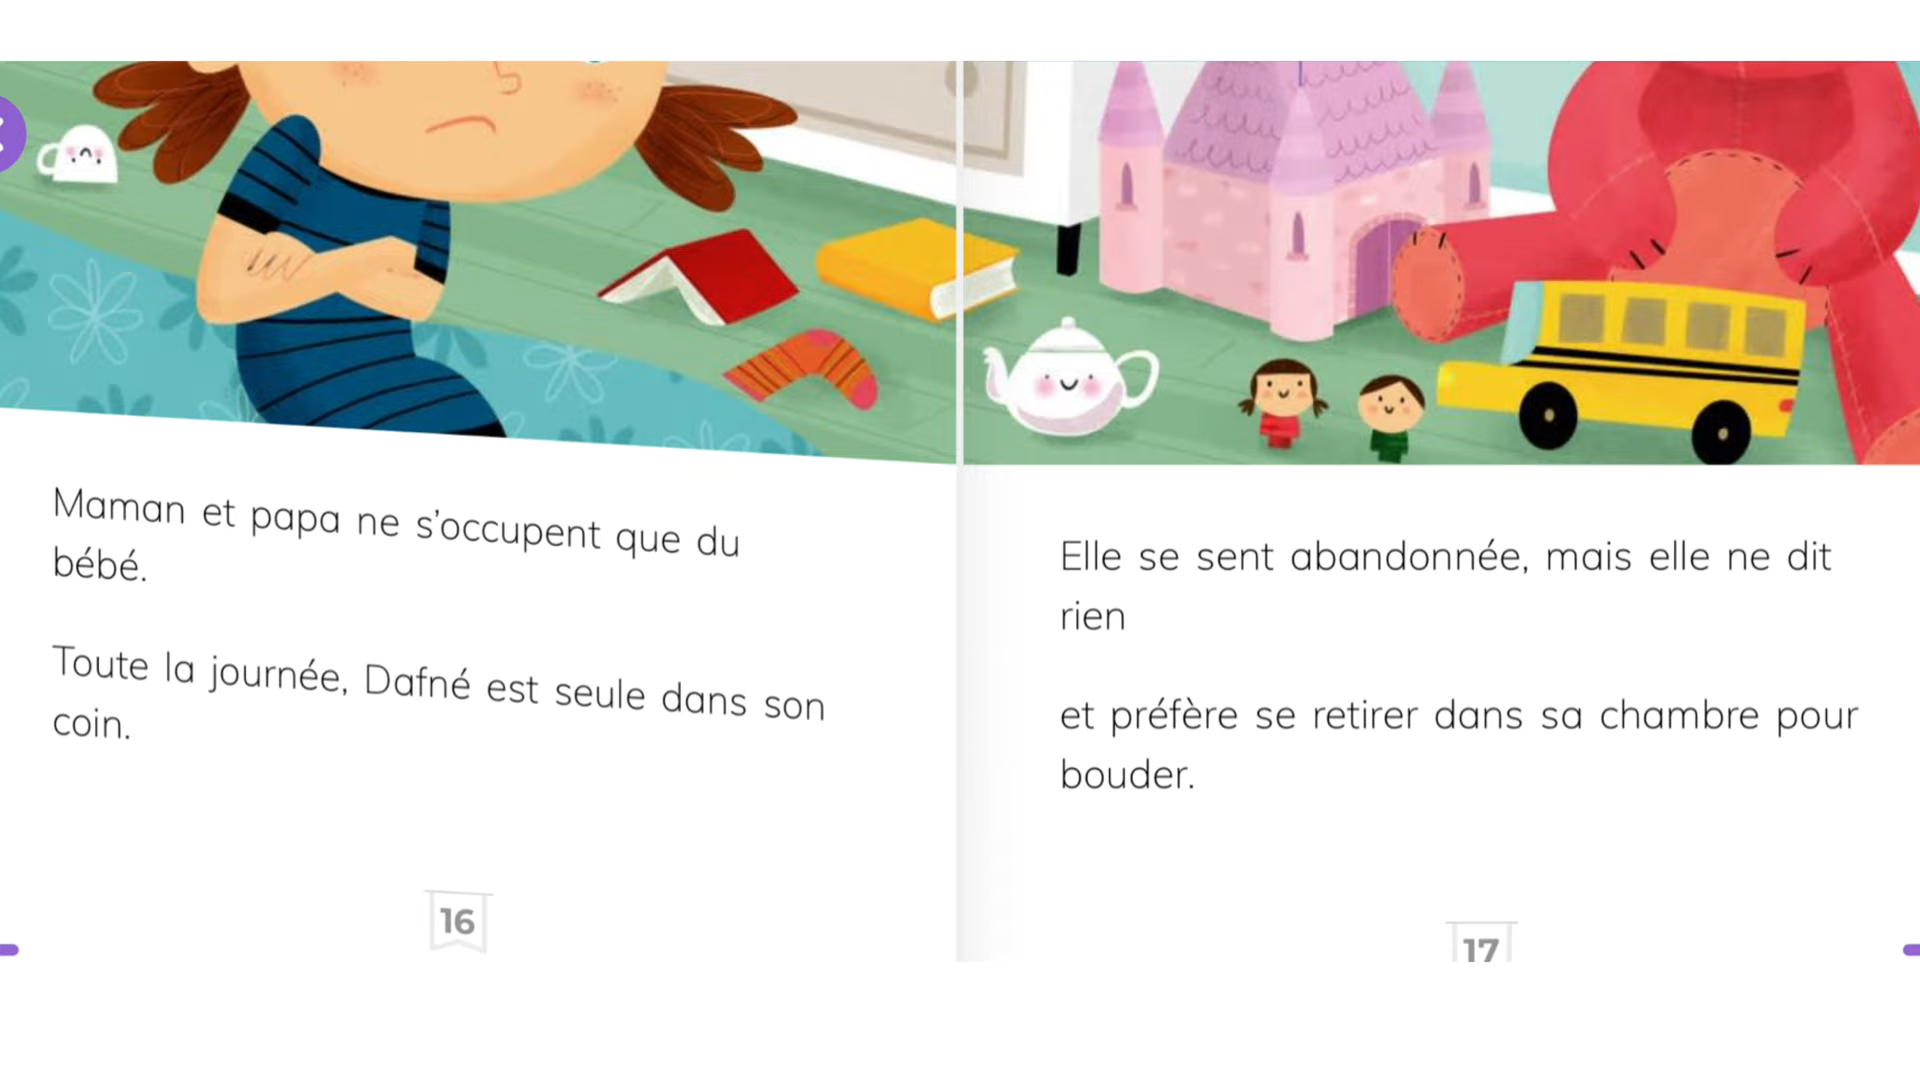 Maman et papa ne s'occupent que du
bébé.
Toute la journée, Dafné est seule dans son
coin.
16
Elle se sent abandonnée, mais elle ne dit
rien
et préfère se retirer dans sa chambre pour
bouder.
17